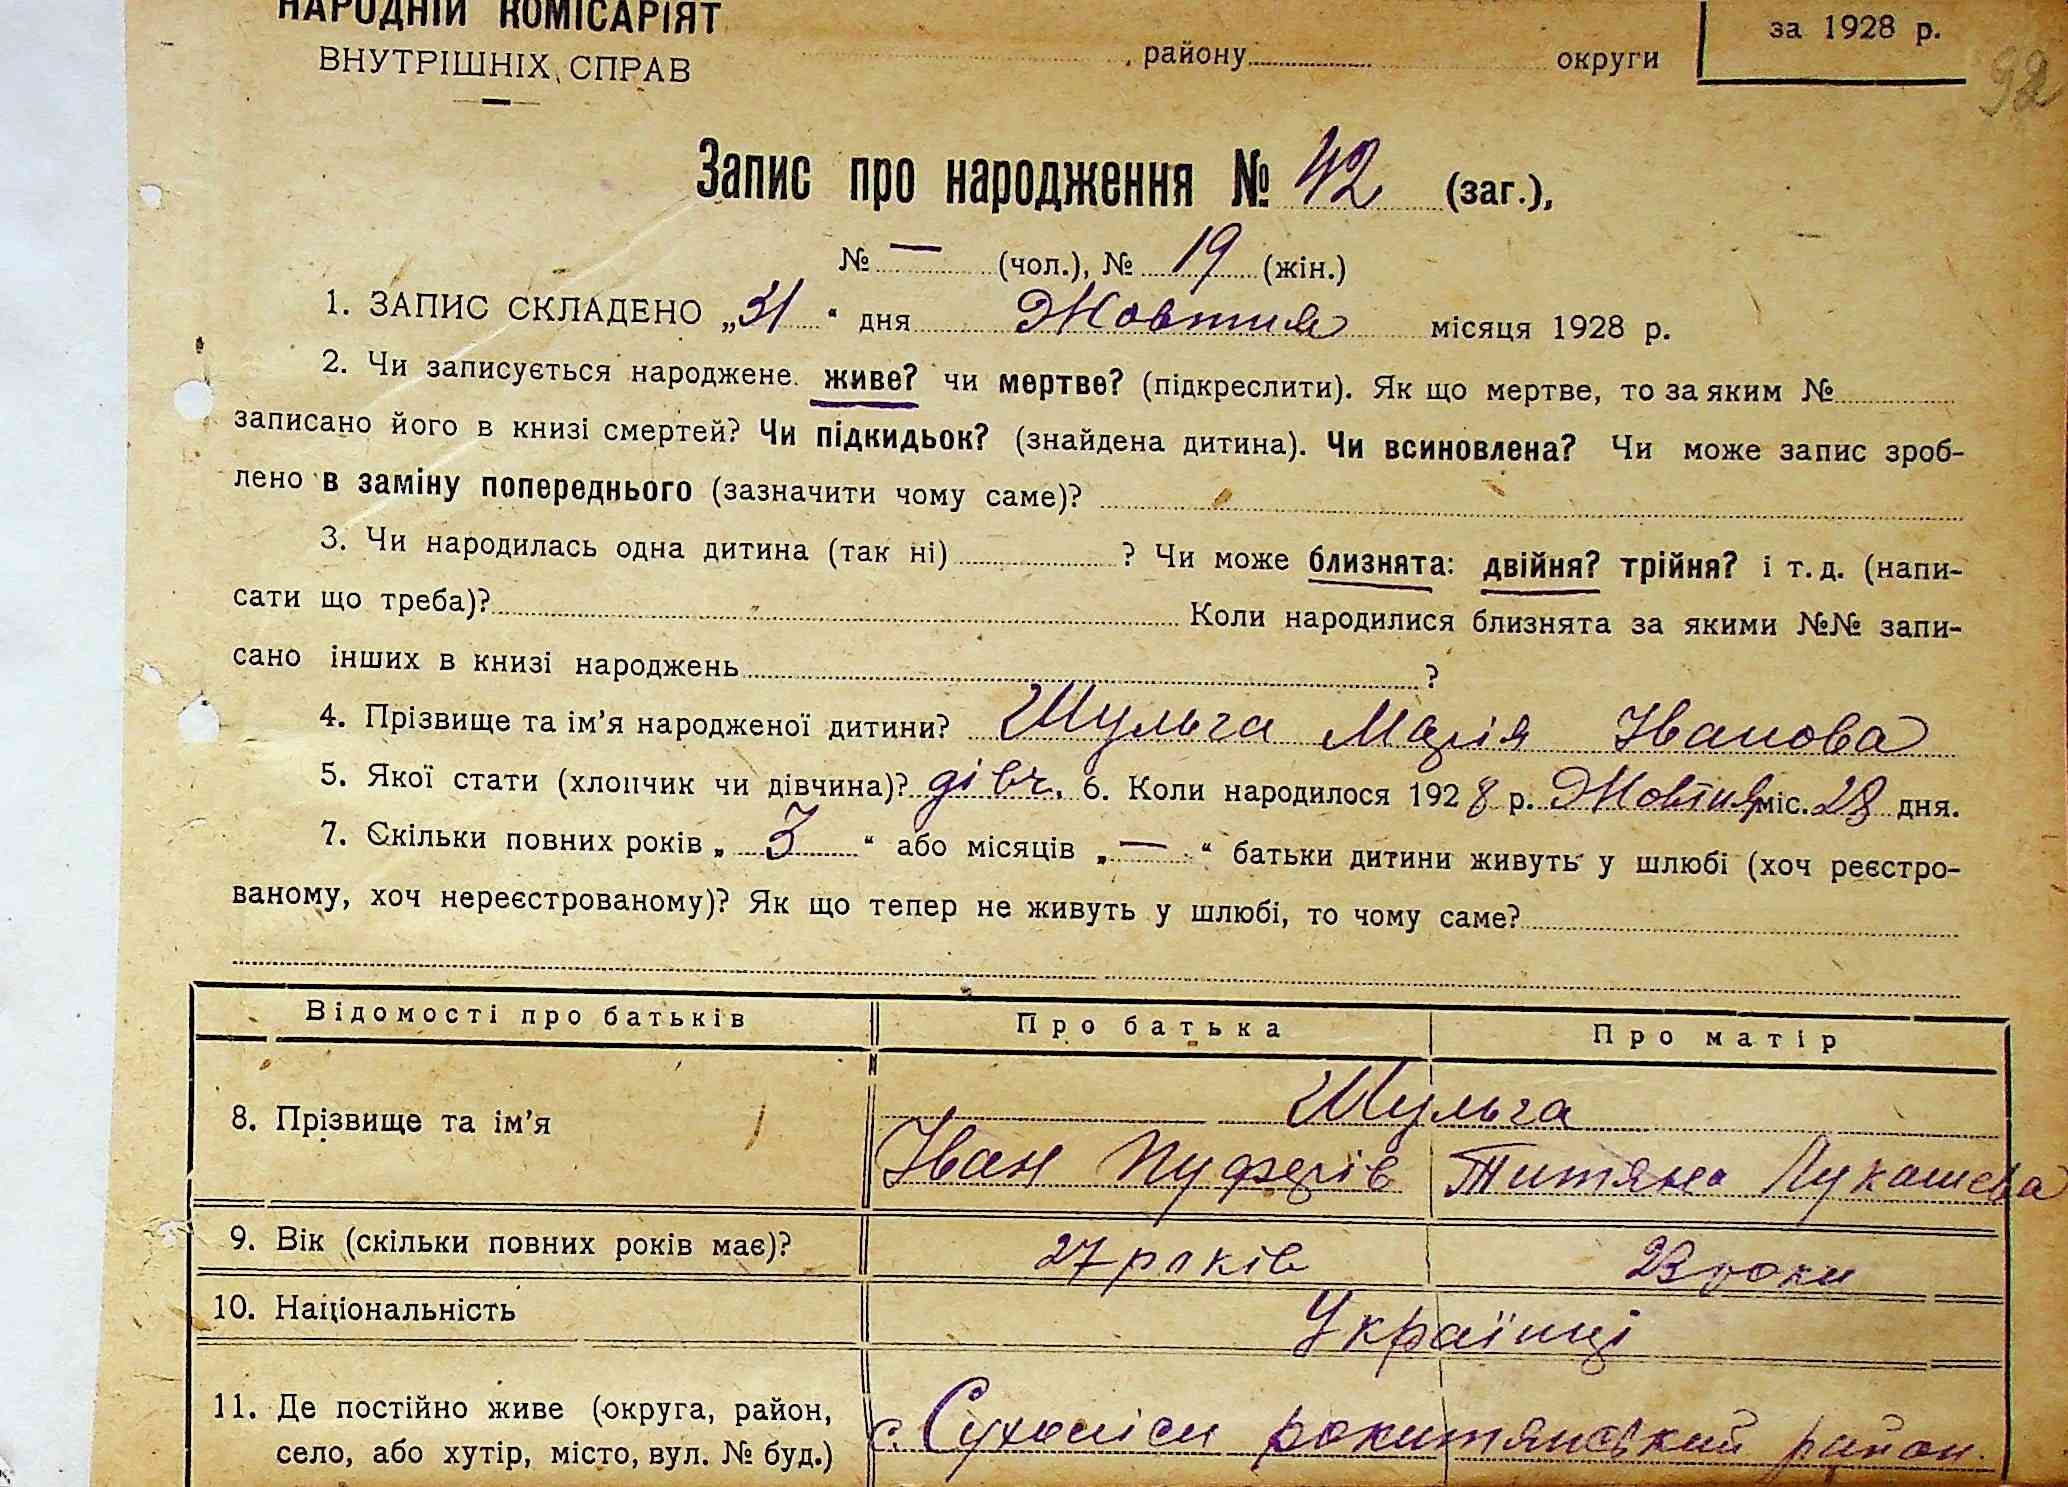 НАРОДНІЙ КОМІСАРІЯТ
ВНУТРІШНІХ СПРАВ
району округи
за 1928 р.
92
Запис про народження № 42 (заг.),
№ — (чол.), № 19 (жін.)
1. ЗАПИС СКЛАДЕНО „31“ дня Жовтня місяця 1928 р.
2. Чи записується народжене живе? чи мертве? (підкреслити). Як що мертве, то за яким №
записано його в книзі смертей? Чи підкидьок? (знайдена дитина). Чи всиновлена? Чи може запис зроб-
лено в заміну попереднього (зазначити чому саме)?
3. Чи народилась одна дитина (так ні) ? Чи може близнята: двійня? трійня? і т. д. (напи-
сати що треба)? Коли народилися близнята за якими №№ запи-
сано інших в книзі народжень ?
4. Прізвище та ім’я народженої дитини? Шульга Марія Іванова
5. Якої стати (хлопчик чи дівчина)? дівч. 6. Коли народилося 1928 р. Жовтня міс. 28 дня.
7. Скільки повних років „ 3 “ або місяців „ — “ батьки дитини живуть у шлюбі (хоч реєстро-
ваному, хоч нереєстрованому)? Як що тепер не живуть у шлюбі, то чому саме?
Відомості про батьків Про батька Про матір
Шульга
8. Прізвище та ім’я Іван Пуферів Титяна Лукашева
9. Вік (скільки повних років має)? 27 років 23 роки
10. Національність Українці
11. Де постійно живе (округа, район, с. Сухоліси рокитянський район.
село, або хутір, місто, вул. № буд.)